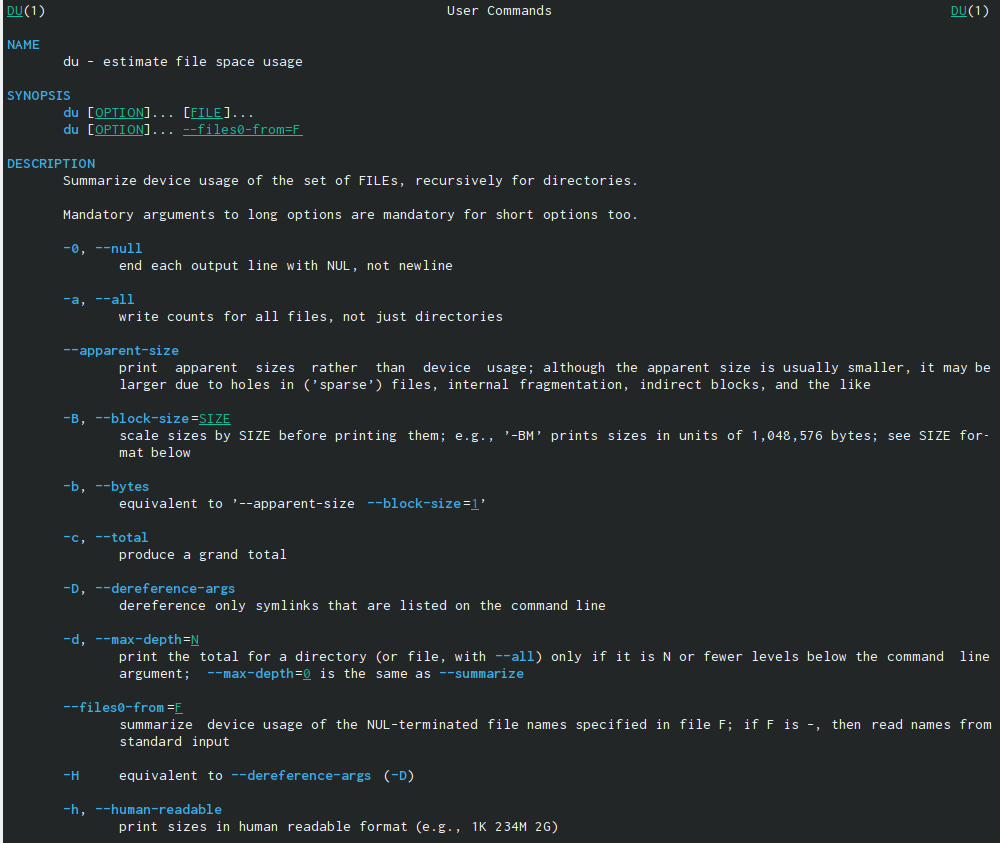 DU(1) User Commands DU(1)
NAME
du - estimate file space usage
SYNOPSIS
du [OPTION]... [FILE]...
du [OPTION]... --files0-from=F
DESCRIPTION
Summarize device usage of the set of FILEs, recursively for directories.
Mandatory arguments to long options are mandatory for short options too.
-0, --null
end each output line with NUL, not newline
-a, --all
write counts for all files, not just directories
--apparent-size
print apparent sizes rather than device usage; although the apparent size is usually smaller, it may be
larger due to holes in ('sparse') files, internal fragmentation, indirect blocks, and the like
-B, --block-size=SIZE
scale sizes by SIZE before printing them; e.g., '-BM' prints sizes in units of 1,048,576 bytes; see SIZE for-
mat below
-b, --bytes
equivalent to '--apparent-size --block-size=1'
-c, --total
produce a grand total
-D, --dereference-args
dereference only symlinks that are listed on the command line
-d, --max-depth=N
print the total for a directory (or file, with --all) only if it is N or fewer levels below the command line
argument; --max-depth=0 is the same as --summarize
--files0-from=F
summarize device usage of the NUL-terminated file names specified in file F; if F is -, then read names from
standard input
-H equivalent to --dereference-args (-D)
-h, --human-readable
print sizes in human readable format (e.g., 1K 234M 2G)